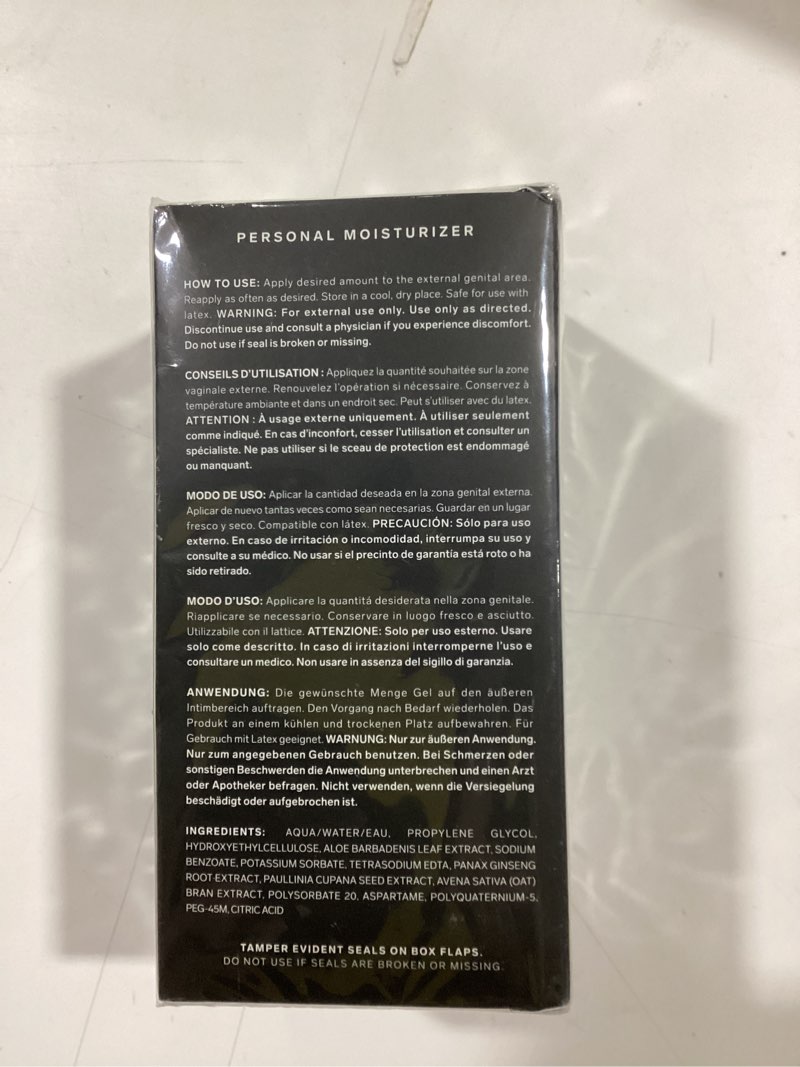 PERSONAL MOISTURIZER
HOW TO USE: Apply desired amount to the external genital area.
Reapply as often as desired. Store in a cool, dry place. Safe for use with
latex. WARNING: For external use only. Use only as directed.
Discontinue use and consult a physician if you experience discomfort.
Do not use if seal is broken or missing.
CONSEILS D'UTILISATION : Appliquez la quantité souhaitée sur la zone
vaginale externe. Renouvelez l'opération si nécessaire. Conservez à
température ambiante et dans un endroit sec. Peut s'utiliser avec du latex.
ATTENTION : À usage externe uniquement. À utiliser seulement
comme indiqué. En cas d'inconfort, cesser l'utilisation et consulter un
spécialiste. Ne pas utiliser si le sceau de protection est endommagé
ou manquant.
MODO DE USO: Aplicar la cantidad deseada en la zona genital externa.
Aplicar de nuevo tantas veces como sean necesarias. Guardar en un lugar
fresco y seco. Compatible con látex. PRECAUCIÓN: Sólo para uso
externo. En caso de irritación o incomodidad, interrumpa su uso y
consulte a su médico. No usar si el precinto de garantía está roto o ha
sido retirado.
MODO D'USO: Applicare la quantitá desiderata nella zona genitale.
Riapplicare se necessario. Conservare in luogo fresco e asciutto.
Utilizzabile con il lattice. ATTENZIONE: Solo per uso esterno. Usare
solo come descritto. In caso di irritazioni interromperne l'uso e
consultare un medico. Non usare in assenza del sigillo di garanzia.
ANWENDUNG: Die gewünschte Menge Gel auf den äußeren
Intimbereich auftragen. Den Vorgang nach Bedarf wiederholen. Das
Produkt an einem kühlen und trockenen Platz aufbewahren. Für
Gebrauch mit Latex geeignet. WARNUNG: Nur zur äußeren Anwendung.
Nur zum angegebenen Gebrauch benutzen. Bei Schmerzen oder
sonstigen Beschwerden die Anwendung unterbrechen und einen Arzt
oder Apotheker befragen. Nicht verwenden, wenn die Versiegelung
beschädigt oder aufgebrochen ist.
INGREDIENTS: AQUA/WATER/EAU, PROPYLENE GLYCOL,
HYDROXYETHYLCELLULOSE, ALOE BARBADENIS LEAF EXTRACT, SODIUM
BENZOATE, POTASSIUM SORBATE, TETRASODIUM EDTA, PANAX GINSENG
ROOT EXTRACT, PAULLINIA CUPANA SEED EXTRACT, AVENA SATIVA (OAT)
BRAN EXTRACT, POLYSORBATE 20, ASPARTAME, POLYQUATERNIUM-5,
PEG-45M, CITRIC ACID
TAMPER EVIDENT SEALS ON BOX FLAPS.
DO NOT USE IF SEALS ARE BROKEN OR MISSING.